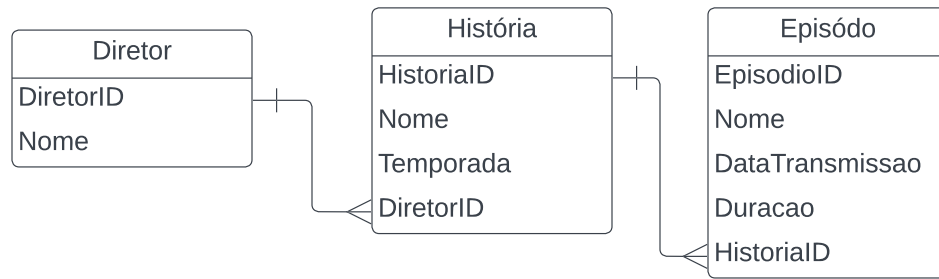 Diretor
DiretorID
Nome
História
HistoriaID
Nome
Temporada
DiretorID
Episódo
EpisodioID
Nome
DataTransmissao
Duracao
HistoriaID